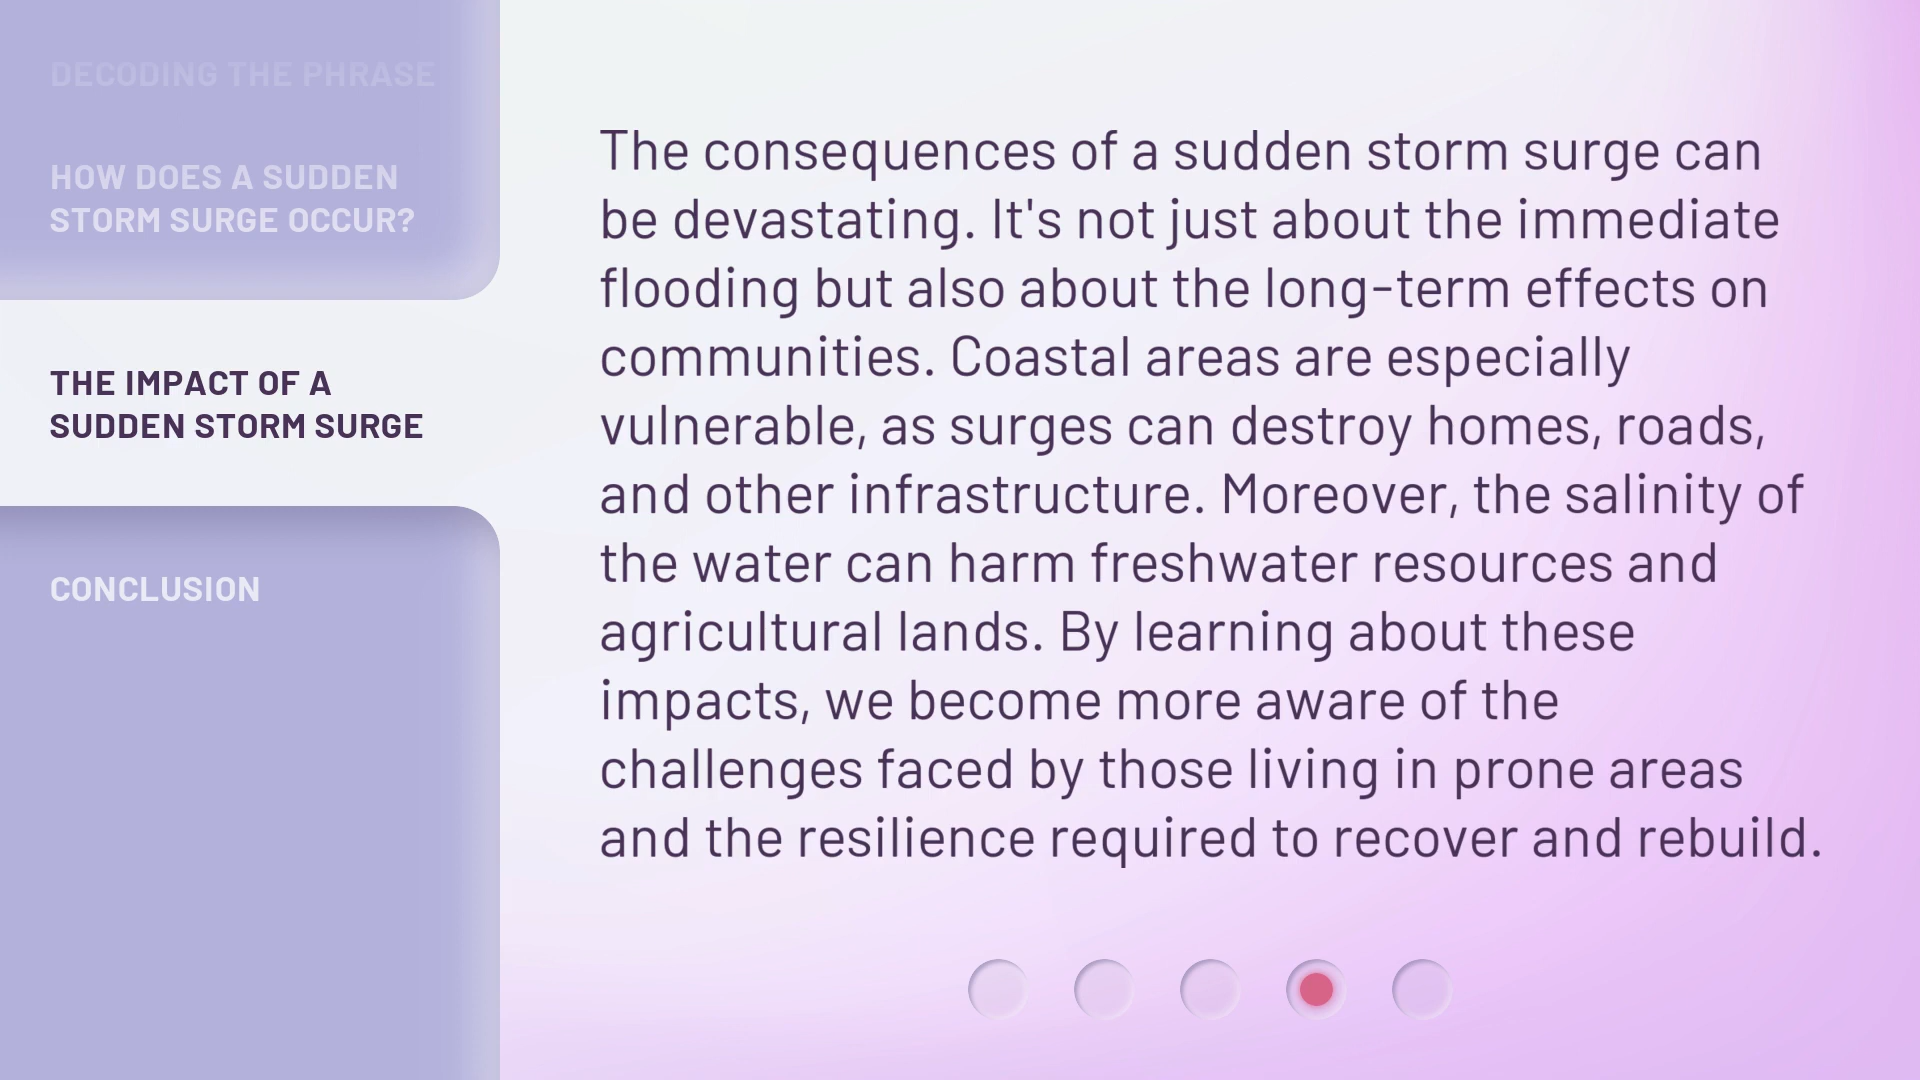 DECODING THE PHRASE
HOW DOES A SUDDEN
STORM SURGE OCCUR?
THE IMPACT OF A
SUDDEN STORM SURGE
CONCLUSION
The consequences of a sudden storm surge can
be devastating. It's not just about the immediate
flooding but also about the long-term effects on
communities. Coastal areas are especially
vulnerable, as surges can destroy homes, roads,
and other infrastructure. Moreover, the salinity of
the water can harm freshwater resources and
agricultural lands. By learning about these
impacts, we become more aware of the
challenges faced by those living in prone areas
and the resilience required to recover and rebuild.